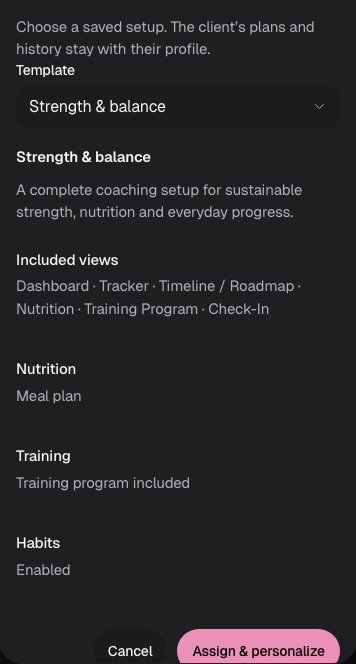 Choose a saved setup. The client’s plans and
history stay with their profile.
Template
Strength & balance
Strength & balance
A complete coaching setup for sustainable
strength, nutrition and everyday progress.
Included views
Dashboard · Tracker · Timeline / Roadmap ·
Nutrition · Training Program · Check-In
Nutrition
Meal plan
Training
Training program included
Habits
Enabled
Cancel
Assign & personalize